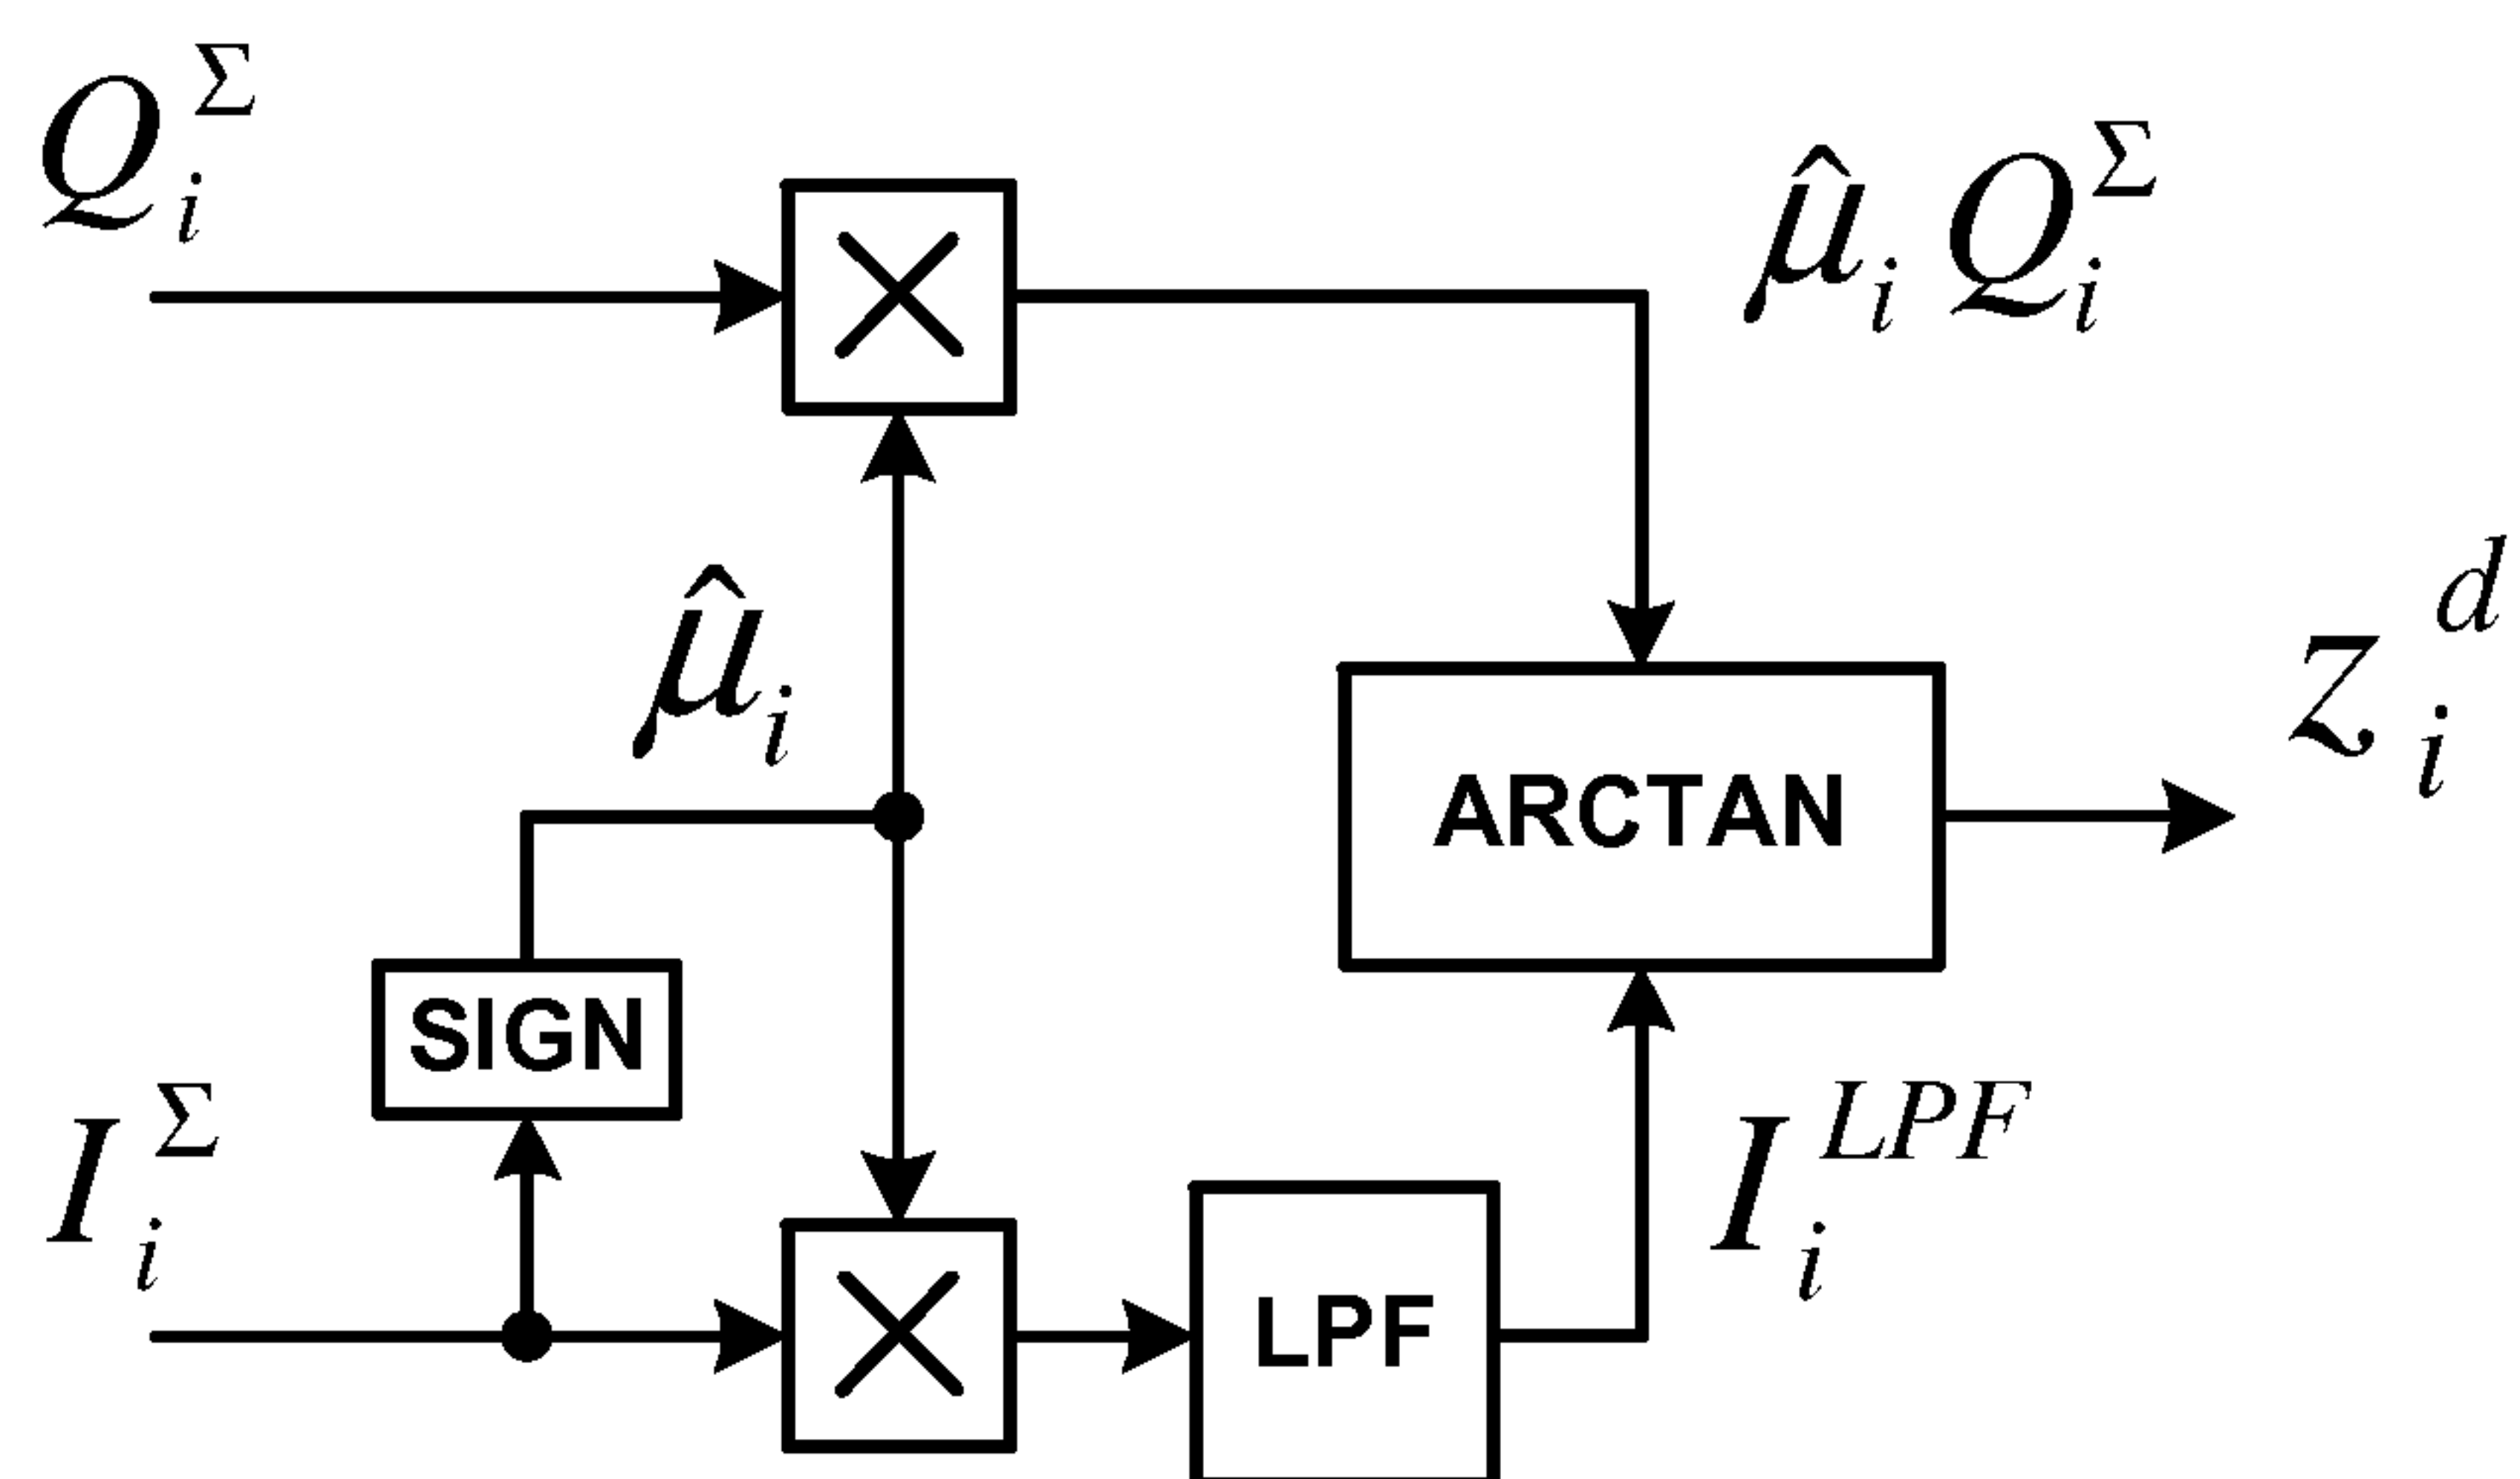 Q_i^Σ
μ̂_i Q_i^Σ
μ̂_i
Z_i^d
ARCTAN
SIGN
I_i^Σ
I_i^LPF
LPF